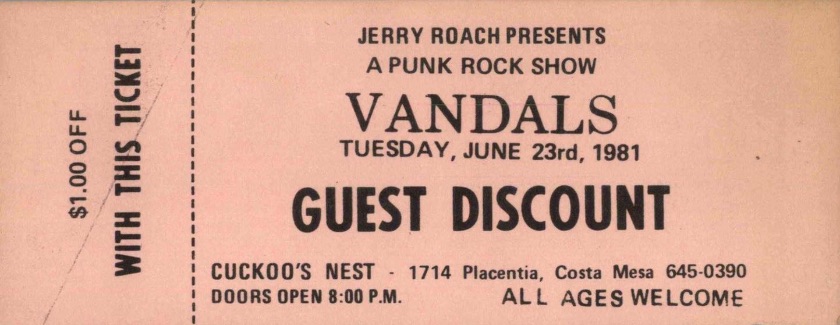 $1.00 OFF
WITH THIS TICKET
JERRY ROACH PRESENTS
A PUNK ROCK SHOW
VANDALS
TUESDAY, JUNE 23rd, 1981
GUEST DISCOUNT
CUCKOO'S NEST - 1714 Placentia, Costa Mesa 645-0390
DOORS OPEN 8:00 P.M. ALL AGES WELCOME